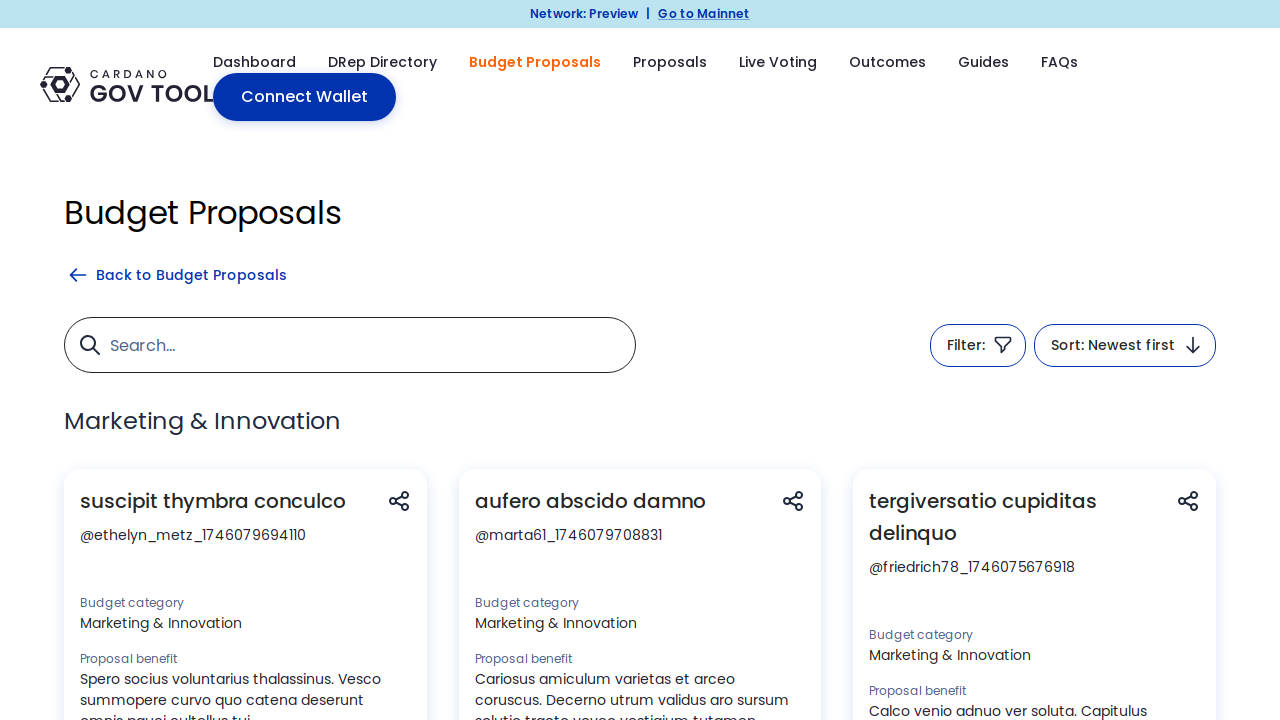 Network: Preview | Go to Mainnet
CARDANO
GOV TOOL
Dashboard DRep Directory Budget Proposals Proposals Live Voting Outcomes Guides FAQs
Connect Wallet
Budget Proposals
Back to Budget Proposals
Search...
Filter:
Sort: Newest first
Marketing & Innovation
suscipit thymbra conculco
@ethelyn_metz_1746079694110
Budget category
Marketing & Innovation
Proposal benefit
Spero socius voluntarius thalassinus. Vesco
summopere curvo quo catena deserunt
omnis pauci cultellus tui.
aufero abscido damno
@marta61_1746079708831
Budget category
Marketing & Innovation
Proposal benefit
Cariosus amiculum varietas et arceo
coruscus. Decerno utrum validus aro sursum
tergiversatio cupiditas
delinquo
@friedrich78_1746075676918
Budget category
Marketing & Innovation
Proposal benefit
Calco venio adnuo ver soluta. Capitulus